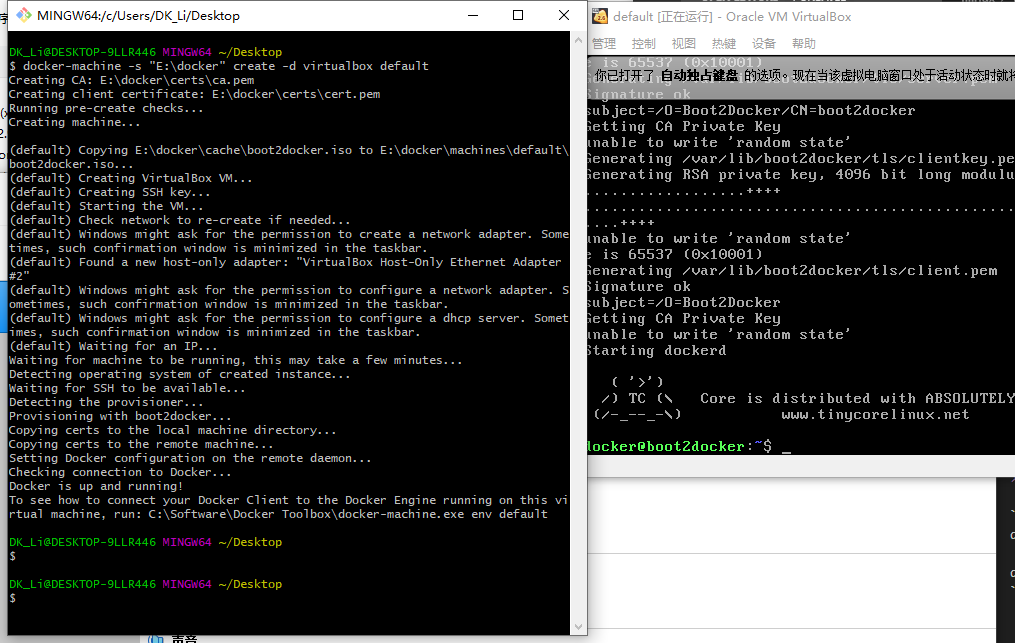 MINGW64:/c/Users/DK_Li/Desktop
DK_Li@DESKTOP-9LLR446 MINGW64 ~/Desktop
$ docker-machine -s "E:\docker" create -d virtualbox default
Creating CA: E:\docker\certs\ca.pem
Creating client certificate: E:\docker\certs\cert.pem
Running pre-create checks...
Creating machine...
(default) Copying E:\docker\cache\boot2docker.iso to E:\docker\machines\default\
boot2docker.iso...
(default) Creating VirtualBox VM...
(default) Creating SSH key...
(default) Starting the VM...
(default) Check network to re-create if needed...
(default) Windows might ask for the permission to create a network adapter. Some
times, such confirmation window is minimized in the taskbar.
(default) Found a new host-only adapter: "VirtualBox Host-Only Ethernet Adapter
#2"
(default) Windows might ask for the permission to configure a network adapter. S
ometimes, such confirmation window is minimized in the taskbar.
(default) Windows might ask for the permission to configure a dhcp server. Somet
imes, such confirmation window is minimized in the taskbar.
(default) Waiting for an IP...
Waiting for machine to be running, this may take a few minutes...
Detecting operating system of created instance...
Waiting for SSH to be available...
Detecting the provisioner...
Provisioning with boot2docker...
Copying certs to the local machine directory...
Copying certs to the remote machine...
Setting Docker configuration on the remote daemon...
Checking connection to Docker...
Docker is up and running!
To see how to connect your Docker Client to the Docker Engine running on this vi
rtual machine, run: C:\Software\Docker Toolbox\docker-machine.exe env default
DK_Li@DESKTOP-9LLR446 MINGW64 ~/Desktop
$
DK_Li@DESKTOP-9LLR446 MINGW64 ~/Desktop
$
default [正在运行] - Oracle VM VirtualBox
管理 控制 视图 热键 设备 帮助
e is 65537 (0x10001)
你已打开了 自动独占键盘 的选项。现在当该虚拟电脑窗口处于活动状态时就将
Signature ok
subject=/O=Boot2Docker/CN=boot2docker
Getting CA Private Key
unable to write 'random state'
Generating /var/lib/boot2docker/tls/clientkey.pe
Generating RSA private key, 4096 bit long modulu
..................++++
................................................
....++++
unable to write 'random state'
e is 65537 (0x10001)
Generating /var/lib/boot2docker/tls/client.pem
Signature ok
subject=/O=Boot2Docker
Getting CA Private Key
unable to write 'random state'
Starting dockerd
( '>')
/) TC (\ Core is distributed with ABSOLUTELY
(/-_--_-\) www.tinycorelinux.net
docker@boot2docker:~$ _
声音